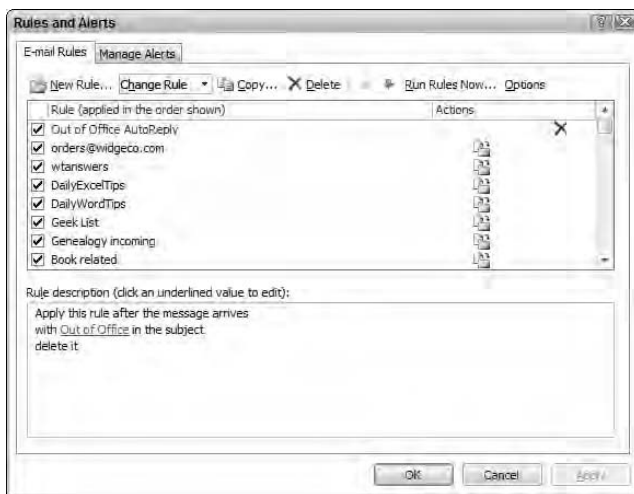 Rules and Alerts
E-mail Rules Manage Alerts
New Rule... Change Rule Copy... Delete Run Rules Now... Options
Rule (applied in the order shown) Actions
Out of Office AutoReply
orders@widgeco.com
wtanswers
DailyExcelTips
DailyWordTips
Geek List
Genealogy incoming
Book related
Rule description (click an underlined value to edit):
Apply this rule after the message arrives
with Out of Office in the subject
delete it
OK Cancel Apply